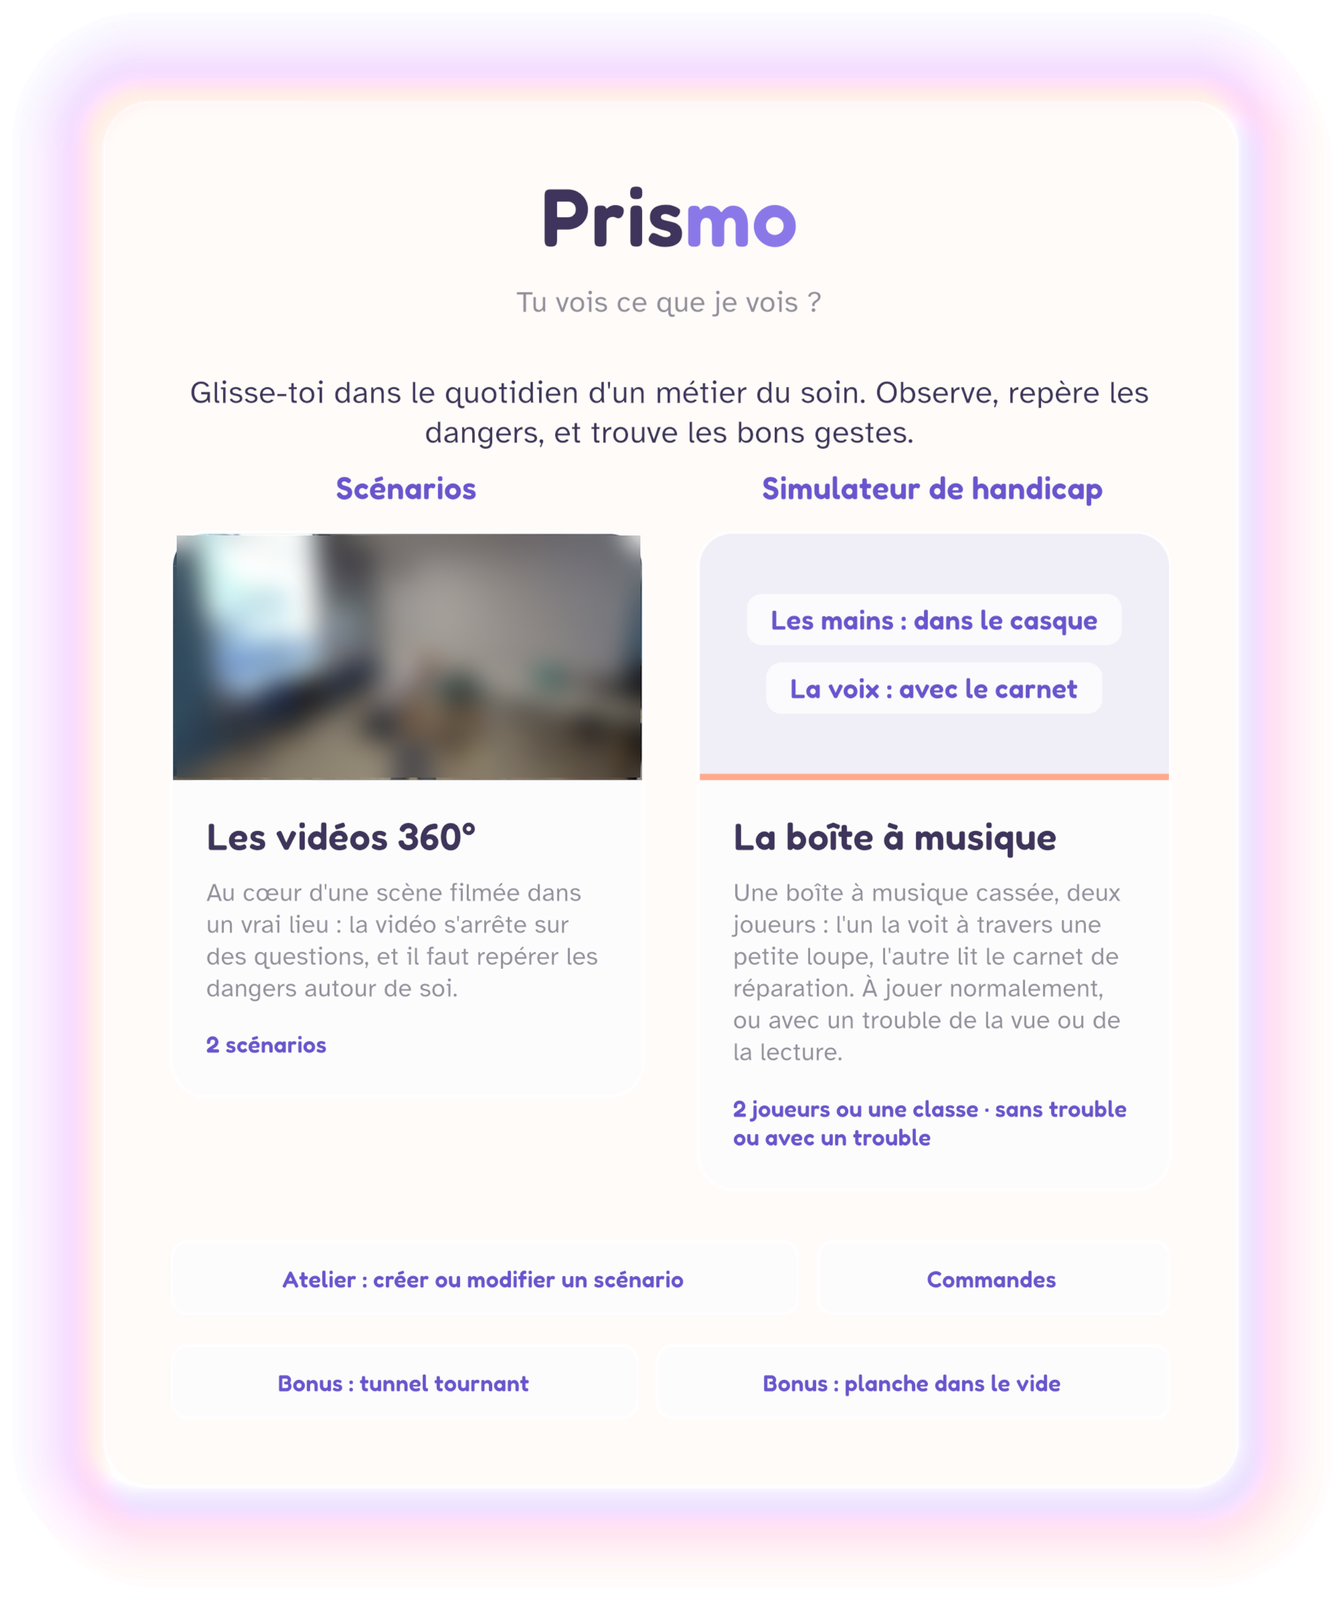 Prismo
Tu vois ce que je vois ?
Glisse-toi dans le quotidien d'un métier du soin. Observe, repère les
dangers, et trouve les bons gestes.
Scénarios
Les vidéos 360°
Au cœur d'une scène filmée dans
un vrai lieu : la vidéo s'arrête sur
des questions, et il faut repérer les
dangers autour de soi.
2 scénarios
Simulateur de handicap
Les mains : dans le casque
La voix : avec le carnet
La boîte à musique
Une boîte à musique cassée, deux
joueurs : l'un la voit à travers une
petite loupe, l'autre lit le carnet de
réparation. À jouer normalement,
ou avec un trouble de la vue ou de
la lecture.
2 joueurs ou une classe · sans trouble
ou avec un trouble
Atelier : créer ou modifier un scénario
Commandes
Bonus : tunnel tournant
Bonus : planche dans le vide